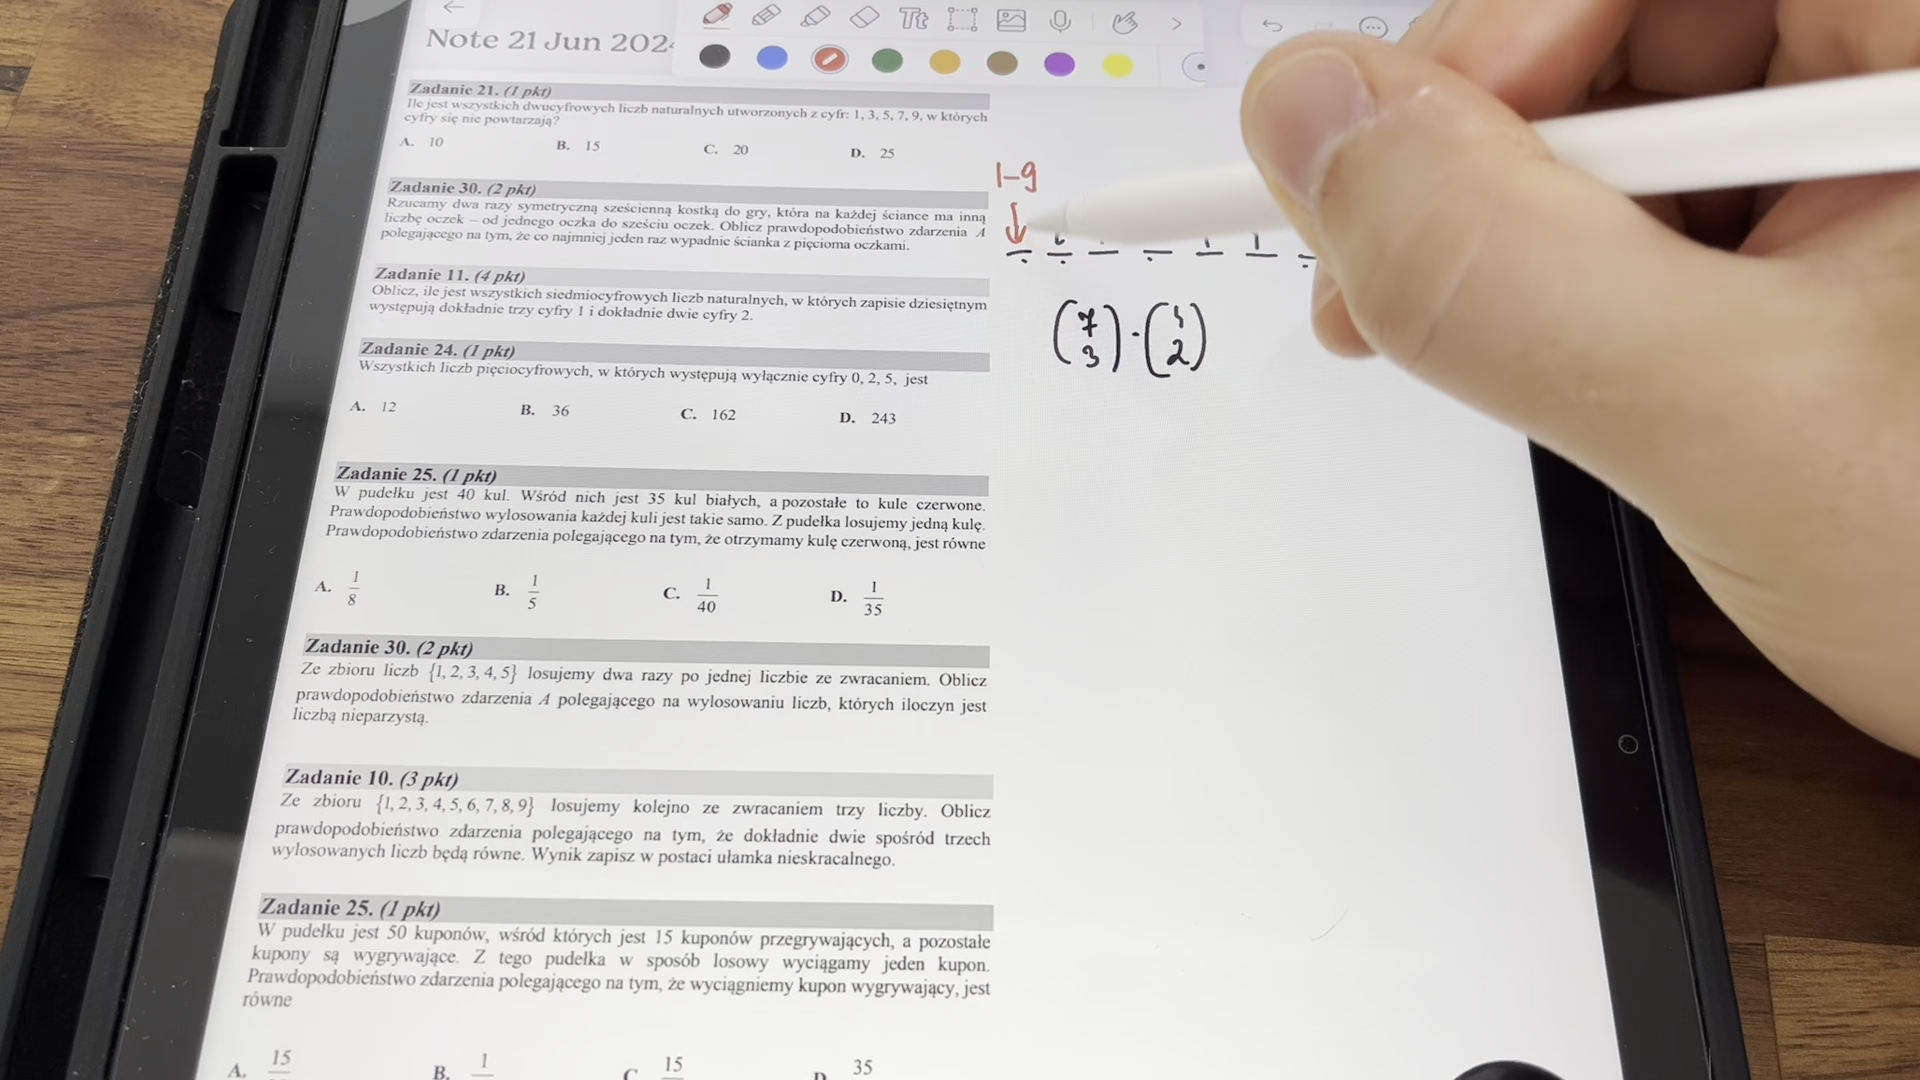 Note 21 Jun 202
Tt
Zadanie 21. (1 pkt)
Ile jest wszystkich dwucyfrowych liczb naturalnych utworzonych z cyfr: 1, 3, 5, 7, 9, w których
cyfry się nie powtarzają?
A. 10 B. 15 C. 20 D. 25
Zadanie 30. (2 pkt)
Rzucamy dwa razy symetryczną sześcienną kostką do gry, która na każdej ściance ma inną
liczbę oczek – od jednego oczka do sześciu oczek. Oblicz prawdopodobieństwo zdarzenia A
polegającego na tym, że co najmniej jeden raz wypadnie ścianka z pięcioma oczkami.
Zadanie 11. (4 pkt)
Oblicz, ile jest wszystkich siedmiocyfrowych liczb naturalnych, w których zapisie dziesiętnym
występują dokładnie trzy cyfry 1 i dokładnie dwie cyfry 2.
Zadanie 24. (1 pkt)
Wszystkich liczb pięciocyfrowych, w których występują wyłącznie cyfry 0, 2, 5, jest
A. 12 B. 36 C. 162 D. 243
Zadanie 25. (1 pkt)
W pudełku jest 40 kul. Wśród nich jest 35 kul białych, a pozostałe to kule czerwone.
Prawdopodobieństwo wylosowania każdej kuli jest takie samo. Z pudełka losujemy jedną kulę.
Prawdopodobieństwo zdarzenia polegającego na tym, że otrzymamy kulę czerwoną, jest równe
A. 1/8 B. 1/5 C. 1/40 D. 1/35
Zadanie 30. (2 pkt)
Ze zbioru liczb {1, 2, 3, 4, 5} losujemy dwa razy po jednej liczbie ze zwracaniem. Oblicz
prawdopodobieństwo zdarzenia A polegającego na wylosowaniu liczb, których iloczyn jest
liczbą nieparzystą.
Zadanie 10. (3 pkt)
Ze zbioru {1, 2, 3, 4, 5, 6, 7, 8, 9} losujemy kolejno ze zwracaniem trzy liczby. Oblicz
prawdopodobieństwo zdarzenia polegającego na tym, że dokładnie dwie spośród trzech
wylosowanych liczb będą równe. Wynik zapisz w postaci ułamka nieskracalnego.
Zadanie 25. (1 pkt)
W pudełku jest 50 kuponów, wśród których jest 15 kuponów przegrywających, a pozostałe
kupony są wygrywające. Z tego pudełka w sposób losowy wyciągamy jeden kupon.
Prawdopodobieństwo zdarzenia polegającego na tym, że wyciągniemy kupon wygrywający, jest
równe
A. 15 B. 1 C. 15 D. 35
1-9
(7 3) · ( 2)